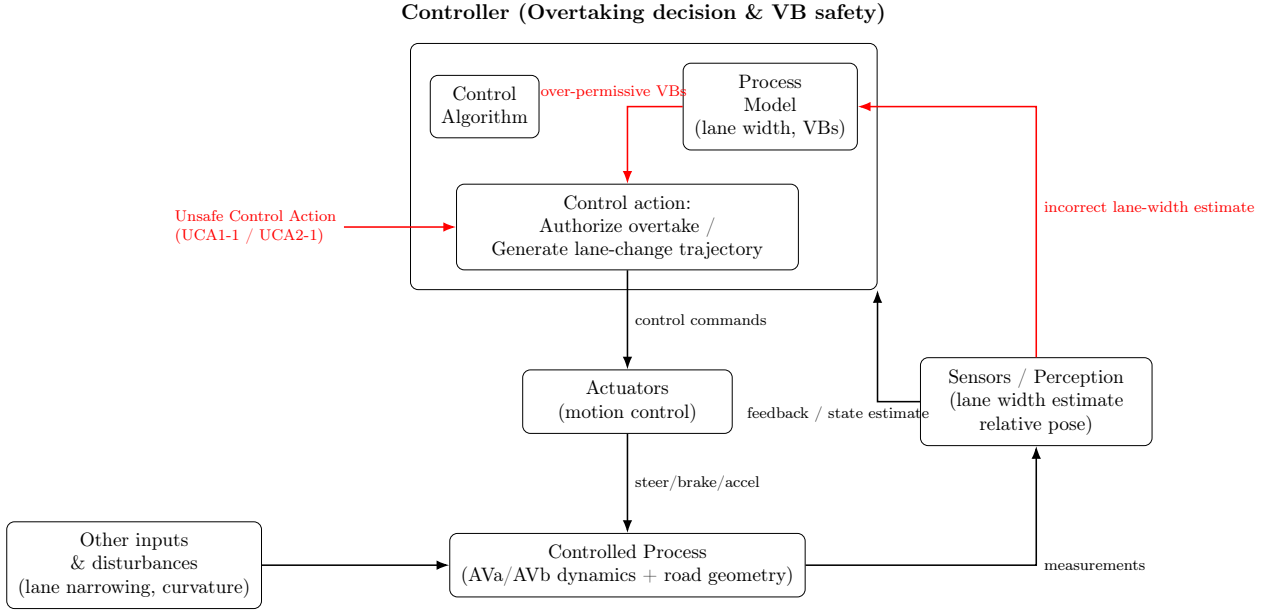 Controller (Overtaking decision & VB safety)
Control
Algorithm
over-permissive VBs
Process
Model
(lane width, VBs)
Unsafe Control Action
(UCA1-1 / UCA2-1)
Control action:
Authorize overtake /
Generate lane-change trajectory
incorrect lane-width estimate
control commands
Actuators
(motion control)
feedback / state estimate
Sensors / Perception
(lane width estimate
relative pose)
steer/brake/accel
Other inputs
& disturbances
(lane narrowing, curvature)
Controlled Process
(AVa/AVb dynamics + road geometry)
measurements